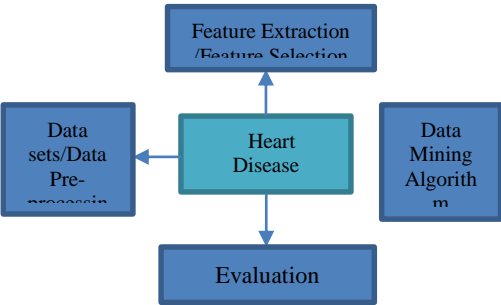 Feature Extraction
/Feature Selection
Data
sets/Data
Pre-
processin
Heart
Disease
Data
Mining
Algorith
m
Evaluation